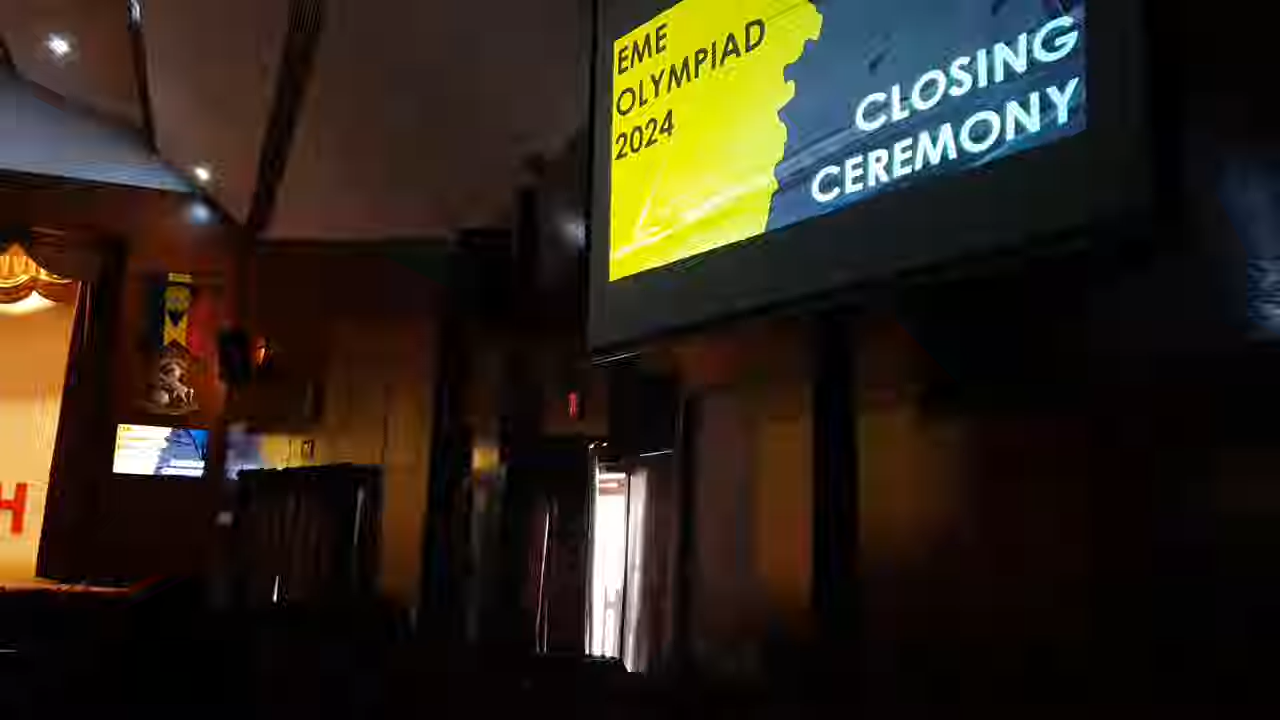 EME
OLYMPIAD
2024
CLOSING
CEREMONY
H